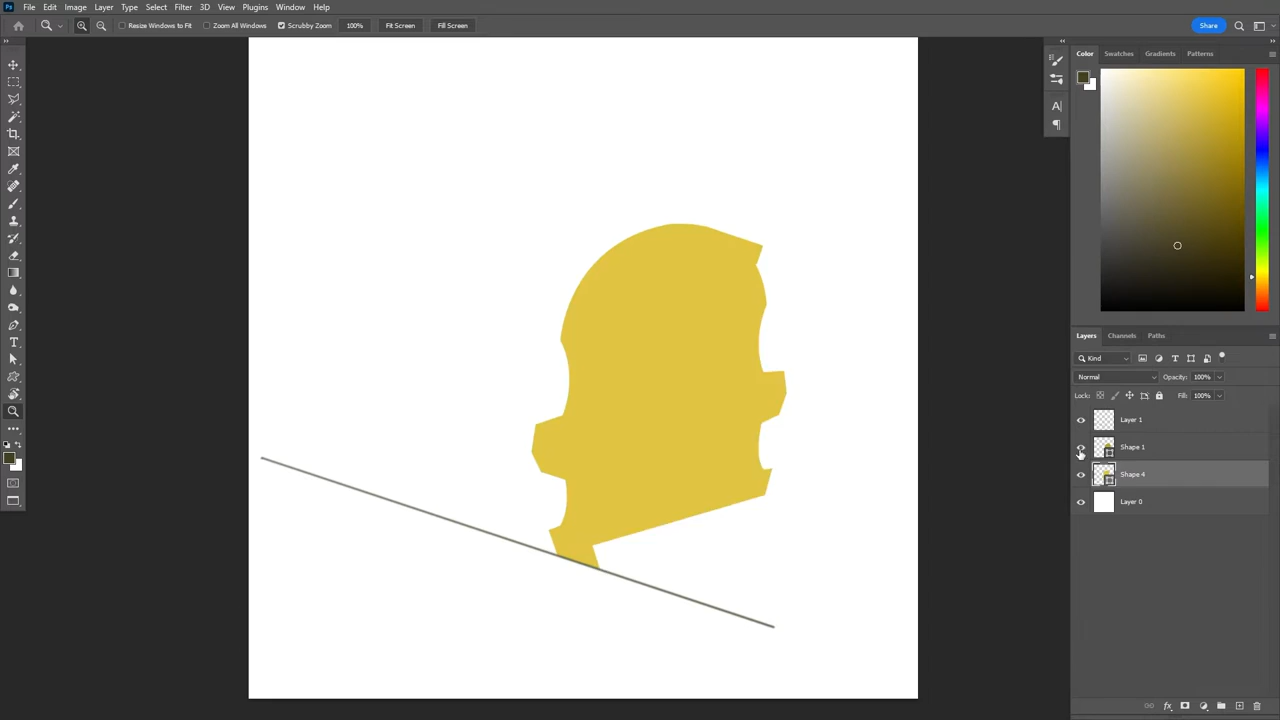 Ps File Edit Image Layer Type Select Filter 3D View Plugins Window Help
Resize Windows to Fit Zoom All Windows Scrubby Zoom 100% Fit Screen Fill Screen Share
Color Swatches Gradients Patterns
Layers Channels Paths
Kind
Normal Opacity: 100%
Lock: Fill: 100%
Layer 1
Shape 1
Shape 4
Layer 0
fx